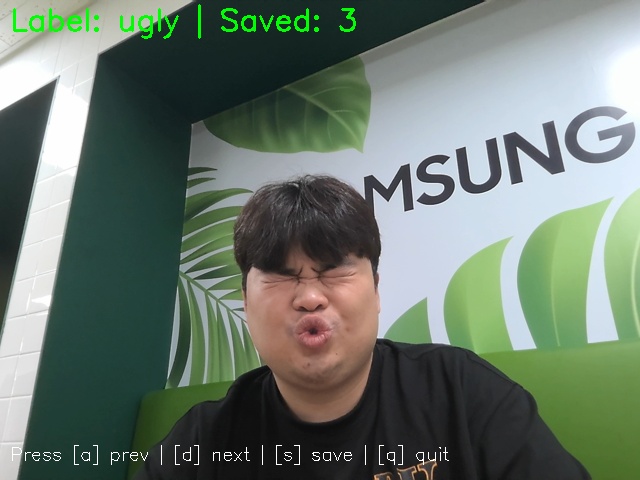 Label: ugly | Saved: 3
MSUNG
Press [a] prev | [d] next | [s] save | [q] quit